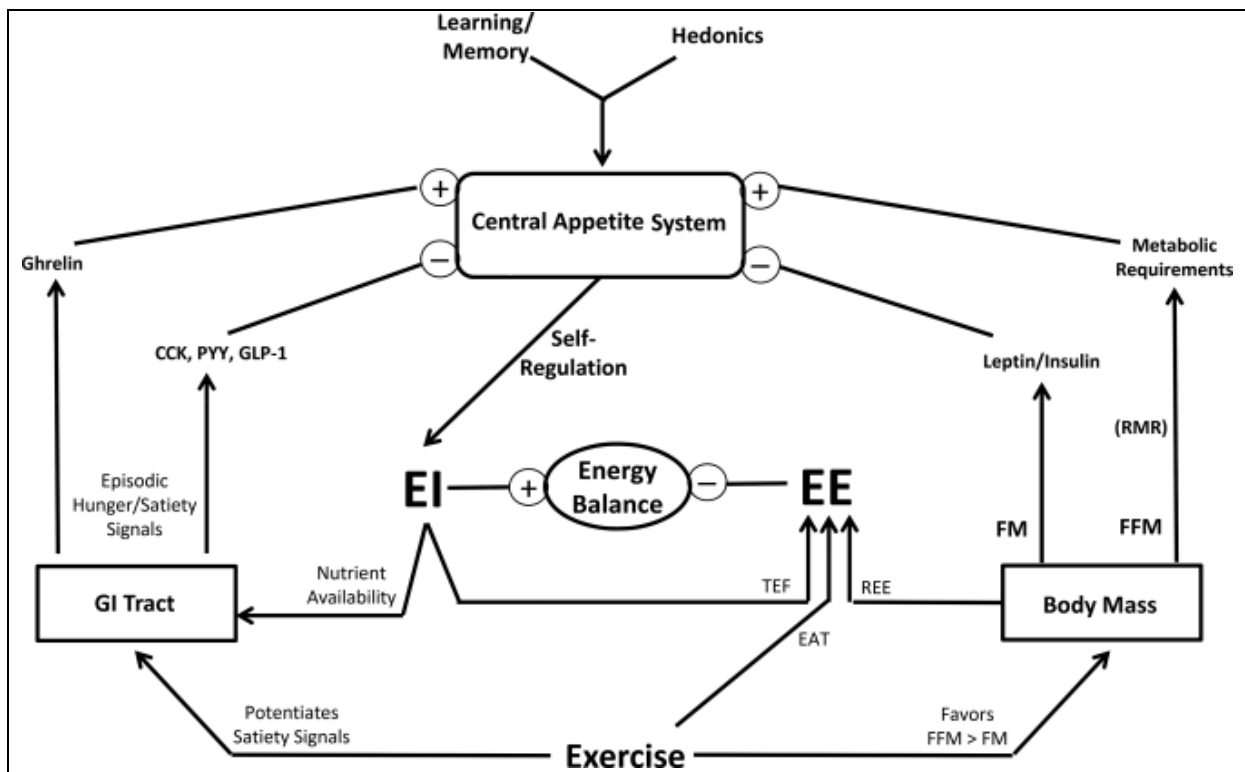 Learning/
Memory
Hedonics
+
+
Central Appetite System
−
−
Ghrelin
Metabolic
Requirements
CCK, PYY, GLP-1
Self-
Regulation
Leptin/Insulin
(RMR)
Episodic
Hunger/Satiety
Signals
EI
+
Energy
Balance
−
EE
FM
FFM
GI Tract
Nutrient
Availability
TEF
REE
Body Mass
EAT
Potentiates
Satiety Signals
Exercise
Favors
FFM > FM